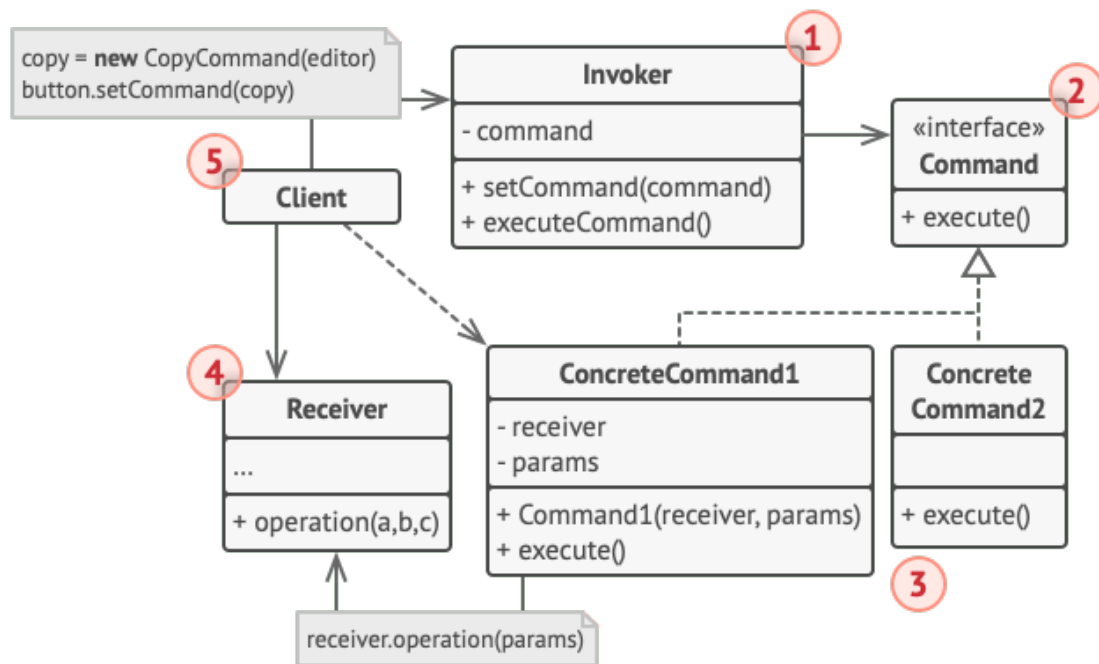 copy = new CopyCommand(editor)
button.setCommand(copy)
1
Invoker
- command
+ setCommand(command)
+ executeCommand()
2
«interface»
Command
+ execute()
5
Client
4
Receiver
...
+ operation(a,b,c)
ConcreteCommand1
- receiver
- params
+ Command1(receiver, params)
+ execute()
Concrete
Command2
+ execute()
3
receiver.operation(params)